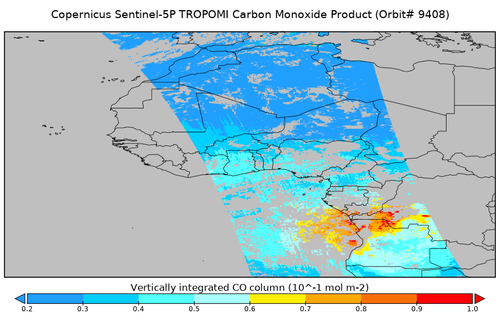 Copernicus Sentinel-5P TROPOMI Carbon Monoxide Product (Orbit# 9408)
Vertically integrated CO column (10^-1 mol m-2)
0.2 0.3 0.4 0.5 0.6 0.7 0.8 0.9 1.0